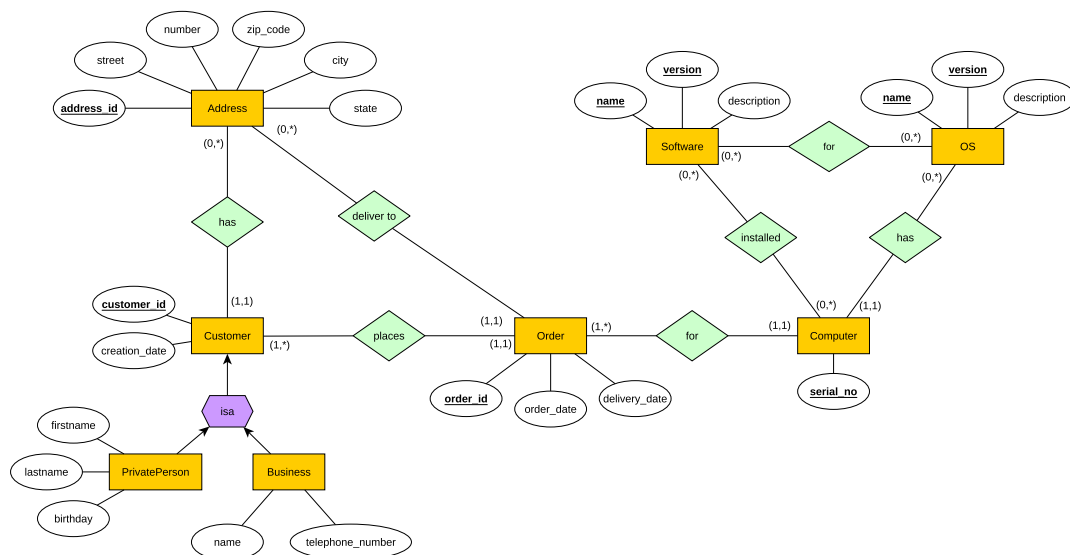 number
zip_code
street
city
address_id
Address
state
(0,*)
(0,*)
version
version
name
description
name
description
Software
for
OS
(0,*)
(0,*)
(0,*)
(0,*)
has
deliver to
installed
has
customer_id
(1,1)
(1,1)
(1,1)
(0,*)
(1,1)
Customer
creation_date
(1,*)
places
(1,1)
Order
(1,*)
for
(1,1)
Computer
order_id
order_date
delivery_date
serial_no
isa
firstname
lastname
PrivatePerson
Business
birthday
name
telephone_number